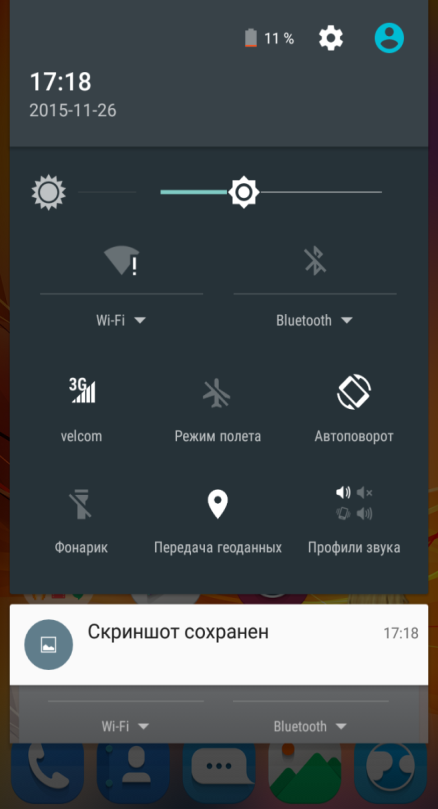 11 %
17:18
2015-11-26
Wi-Fi
Bluetooth
3G
velcom
Режим полета
Автоповорот
Фонарик
Передача геоданных
Профили звука
Скриншот сохранен
17:18
Wi-Fi
Bluetooth